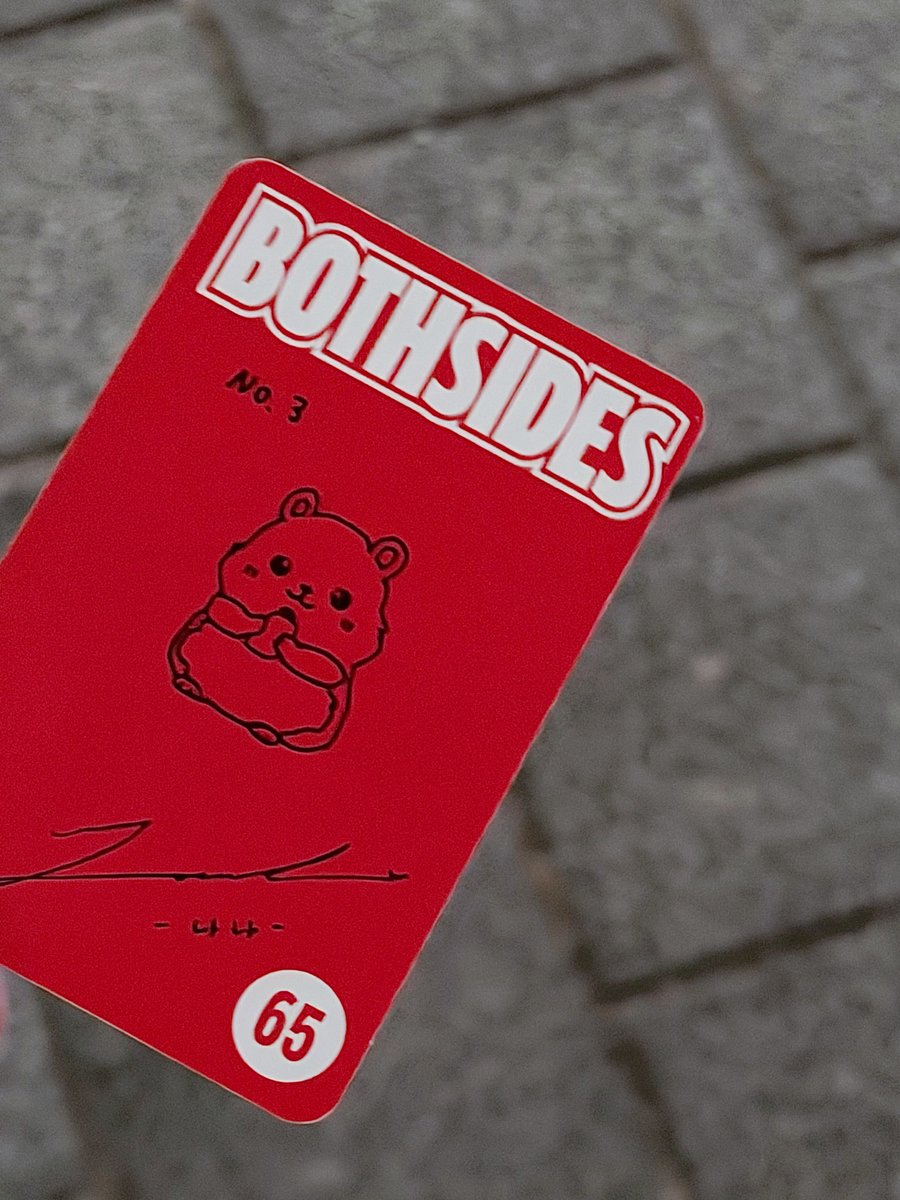 BOTHSIDES
No. 3
- 나나 -
65